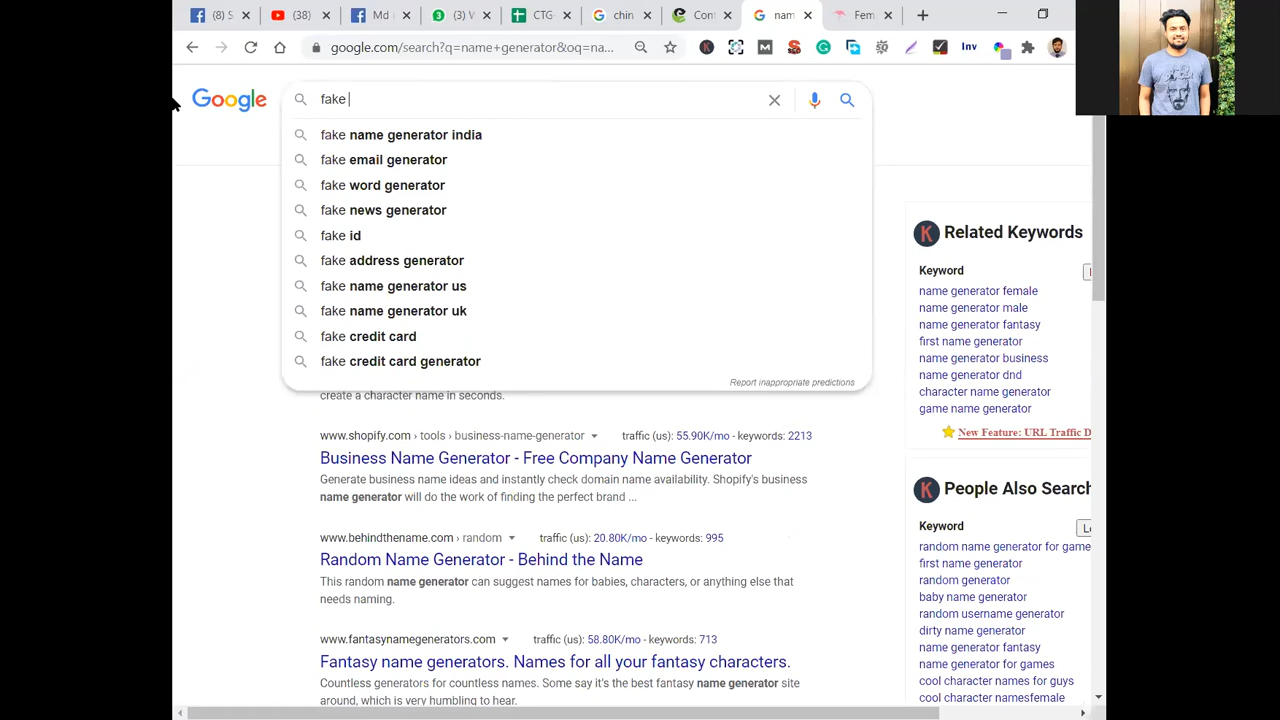 (8) S
(38)
Md
(3) V
CTG-
chin
Con
nam
Fem
google.com/search?q=name+generator&oq=na...
Inv
Google
fake
fake name generator india
fake email generator
fake word generator
fake news generator
fake id
fake address generator
fake name generator us
fake name generator uk
fake credit card
fake credit card generator
Report inappropriate predictions
create a character name in seconds.
www.shopify.com › tools › business-name-generator
traffic (us): 55.90K/mo - keywords: 2213
Business Name Generator - Free Company Name Generator
Generate business name ideas and instantly check domain name availability. Shopify's business
name generator will do the work of finding the perfect brand ...
www.behindthename.com › random
traffic (us): 20.80K/mo - keywords: 995
Random Name Generator - Behind the Name
This random name generator can suggest names for babies, characters, or anything else that
needs naming.
www.fantasynamegenerators.com
traffic (us): 58.80K/mo - keywords: 713
Fantasy name generators. Names for all your fantasy characters.
Countless generators for countless names. Some say it's the best fantasy name generator site
around, which is very humbling to hear.
K Related Keywords
Keyword
name generator female
name generator male
name generator fantasy
first name generator
name generator business
name generator dnd
character name generator
game name generator
New Feature: URL Traffic D
K People Also Search
Keyword
Lo
random name generator for game
first name generator
random generator
baby name generator
random username generator
dirty name generator
name generator fantasy
name generator for games
cool character names for guys
cool character namesfemale